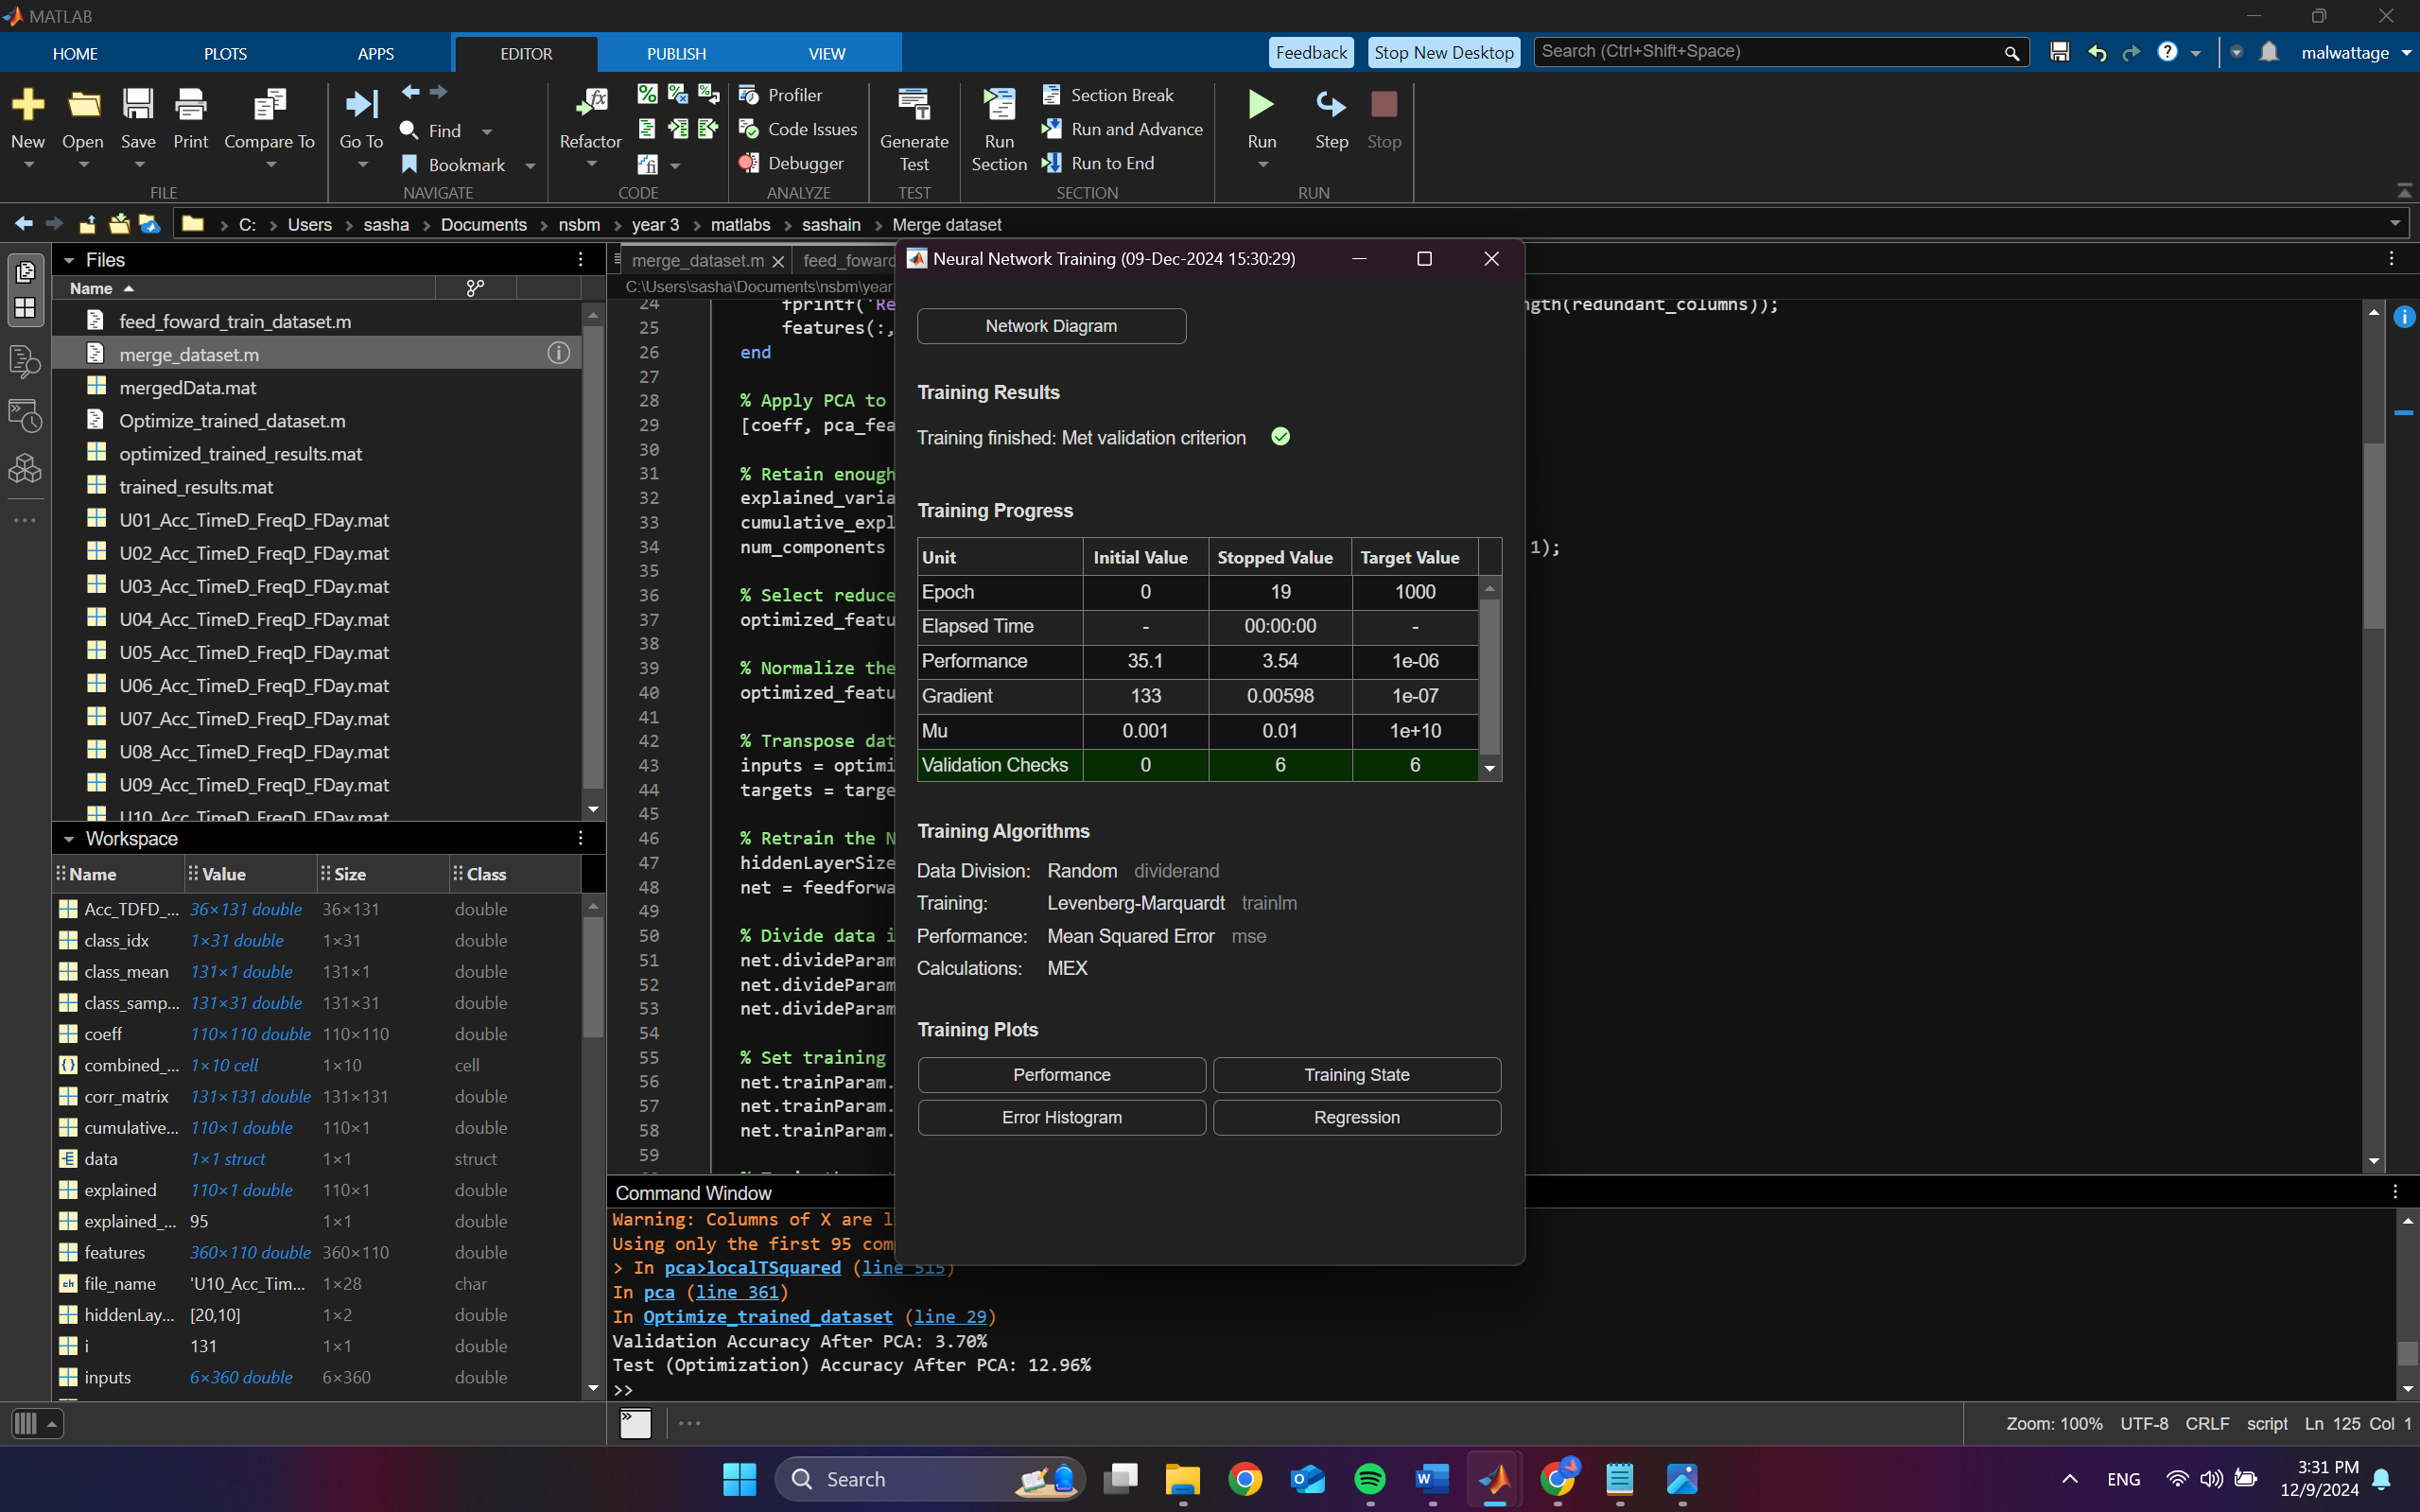 MATLAB
HOME PLOTS APPS EDITOR PUBLISH VIEW
Feedback Stop New Desktop Search (Ctrl+Shift+Space) malwattage
New Open Save Print Compare To
FILE
Go To Find Bookmark
NAVIGATE
Refactor
CODE
Profiler
Code Issues
Debugger
ANALYZE
Generate Test
TEST
Run Section
Section Break
Run and Advance
Run to End
SECTION
Run Step Stop
RUN
C: › Users › sasha › Documents › nsbm › year 3 › matlabs › sashain › Merge dataset
Files
Name
feed_foward_train_dataset.m
merge_dataset.m
mergedData.mat
Optimize_trained_dataset.m
optimized_trained_results.mat
trained_results.mat
U01_Acc_TimeD_FreqD_FDay.mat
U02_Acc_TimeD_FreqD_FDay.mat
U03_Acc_TimeD_FreqD_FDay.mat
U04_Acc_TimeD_FreqD_FDay.mat
U05_Acc_TimeD_FreqD_FDay.mat
U06_Acc_TimeD_FreqD_FDay.mat
U07_Acc_TimeD_FreqD_FDay.mat
U08_Acc_TimeD_FreqD_FDay.mat
U09_Acc_TimeD_FreqD_FDay.mat
U10_Acc_TimeD_FreqD_FDay.mat
Workspace
Name Value Size Class
Acc_TDFD_... 36×131 double 36×131 double
class_idx 1×31 double 1×31 double
class_mean 131×1 double 131×1 double
class_samp... 131×31 double 131×31 double
coeff 110×110 double 110×110 double
combined_... 1×10 cell 1×10 cell
corr_matrix 131×131 double 131×131 double
cumulative... 110×1 double 110×1 double
data 1×1 struct 1×1 struct
explained 110×1 double 110×1 double
explained_... 95 1×1 double
features 360×110 double 360×110 double
file_name 'U10_Acc_Tim... 1×28 char
hiddenLay... [20,10] 1×2 double
i 131 1×1 double
inputs 6×360 double 6×360 double
merge_dataset.m feed_foward
C:\Users\sasha\Documents\nsbm\year
24 fprintf('Re ngth(redundant_columns));
25 features(:,
26 end
27
28 % Apply PCA to
29 [coeff, pca_fea
30
31 % Retain enough
32 explained_varia
33 cumulative_expl
34 num_components 1);
35
36 % Select reduce
37 optimized_featu
38
39 % Normalize the
40 optimized_featu
41
42 % Transpose dat
43 inputs = optimi
44 targets = targe
45
46 % Retrain the N
47 hiddenLayerSize
48 net = feedforwa
49
50 % Divide data i
51 net.divideParam
52 net.divideParam
53 net.divideParam
54
55 % Set training
56 net.trainParam.
57 net.trainParam.
58 net.trainParam.
59
Neural Network Training (09-Dec-2024 15:30:29)
Network Diagram
Training Results
Training finished: Met validation criterion
Training Progress
Unit Initial Value Stopped Value Target Value
Epoch 0 19 1000
Elapsed Time - 00:00:00 -
Performance 35.1 3.54 1e-06
Gradient 133 0.00598 1e-07
Mu 0.001 0.01 1e+10
Validation Checks 0 6 6
Training Algorithms
Data Division: Random dividerand
Training: Levenberg-Marquardt trainlm
Performance: Mean Squared Error mse
Calculations: MEX
Training Plots
Performance Training State
Error Histogram Regression
Command Window
Warning: Columns of X are l
Using only the first 95 com
> In pca>localTSquared (line 515)
In pca (line 361)
In Optimize_trained_dataset (line 29)
Validation Accuracy After PCA: 3.70%
Test (Optimization) Accuracy After PCA: 12.96%
>>
Zoom: 100% UTF-8 CRLF script Ln 125 Col 1
Search
ENG
3:31 PM
12/9/2024